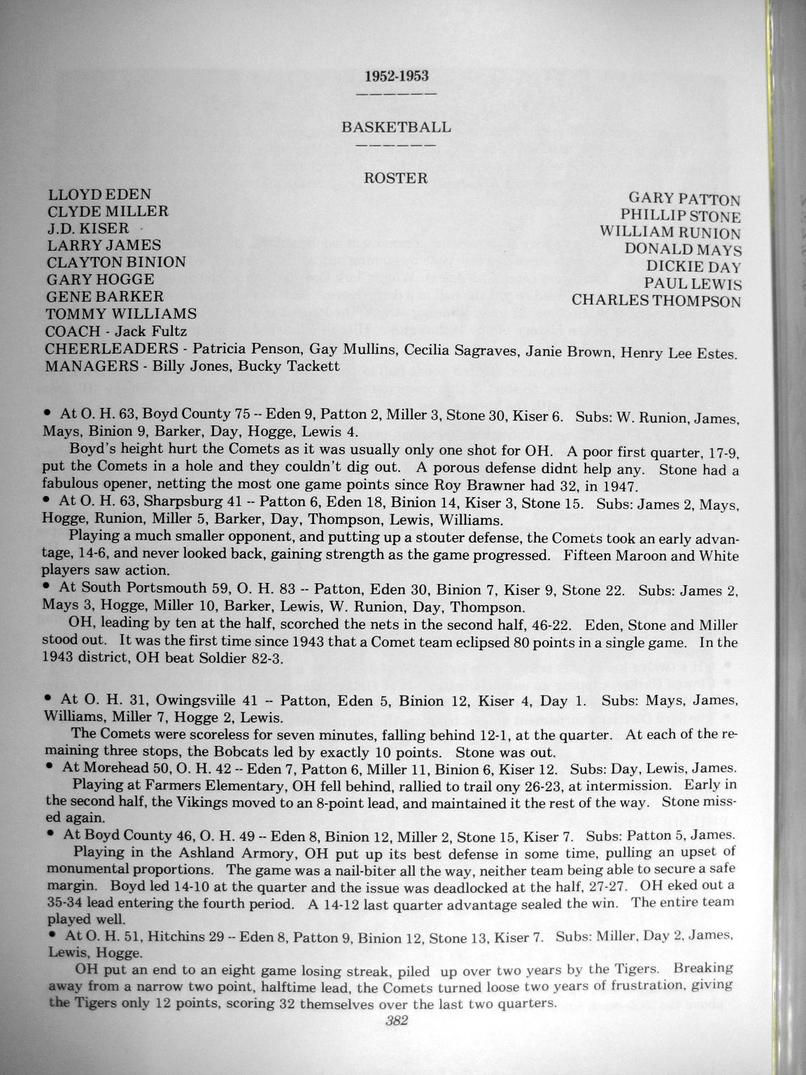 1952-1953
BASKETBALL
ROSTER
LLOYD EDEN
CLYDE MILLER
J.D. KISER
LARRY JAMES
CLAYTON BINION
GARY HOGGE
GENE BARKER
TOMMY WILLIAMS
GARY PATTON
PHILLIP STONE
WILLIAM RUNION
DONALD MAYS
DICKIE DAY
PAUL LEWIS
CHARLES THOMPSON
COACH - Jack Fultz
CHEERLEADERS - Patricia Penson, Gay Mullins, Cecilia Sagraves, Janie Brown, Henry Lee Estes.
MANAGERS - Billy Jones, Bucky Tackett
• At O. H. 63, Boyd County 75 -- Eden 9, Patton 2, Miller 3, Stone 30, Kiser 6. Subs: W. Runion, James,
Mays, Binion 9, Barker, Day, Hogge, Lewis 4.
Boyd's height hurt the Comets as it was usually only one shot for OH. A poor first quarter, 17-9,
put the Comets in a hole and they couldn't dig out. A porous defense didnt help any. Stone had a
fabulous opener, netting the most one game points since Roy Brawner had 32, in 1947.
• At O. H. 63, Sharpsburg 41 -- Patton 6, Eden 18, Binion 14, Kiser 3, Stone 15. Subs: James 2, Mays,
Hogge, Runion, Miller 5, Barker, Day, Thompson, Lewis, Williams.
Playing a much smaller opponent, and putting up a stouter defense, the Comets took an early advan-
tage, 14-6, and never looked back, gaining strength as the game progressed. Fifteen Maroon and White
players saw action.
• At South Portsmouth 59, O. H. 83 -- Patton, Eden 30, Binion 7, Kiser 9, Stone 22. Subs: James 2,
Mays 3, Hogge, Miller 10, Barker, Lewis, W. Runion, Day, Thompson.
OH, leading by ten at the half, scorched the nets in the second half, 46-22. Eden, Stone and Miller
stood out. It was the first time since 1943 that a Comet team eclipsed 80 points in a single game. In the
1943 district, OH beat Soldier 82-3.
• At O. H. 31, Owingsville 41 -- Patton, Eden 5, Binion 12, Kiser 4, Day 1. Subs: Mays, James,
Williams, Miller 7, Hogge 2, Lewis.
The Comets were scoreless for seven minutes, falling behind 12-1, at the quarter. At each of the re-
maining three stops, the Bobcats led by exactly 10 points. Stone was out.
• At Morehead 50, O. H. 42 -- Eden 7, Patton 6, Miller 11, Binion 6, Kiser 12. Subs: Day, Lewis, James.
Playing at Farmers Elementary, OH fell behind, rallied to trail ony 26-23, at intermission. Early in
the second half, the Vikings moved to an 8-point lead, and maintained it the rest of the way. Stone miss-
ed again.
• At Boyd County 46, O. H. 49 -- Eden 8, Binion 12, Miller 2, Stone 15, Kiser 7. Subs: Patton 5, James.
Playing in the Ashland Armory, OH put up its best defense in some time, pulling an upset of
monumental proportions. The game was a nail-biter all the way, neither team being able to secure a safe
margin. Boyd led 14-10 at the quarter and the issue was deadlocked at the half, 27-27. OH eked out a
35-34 lead entering the fourth period. A 14-12 last quarter advantage sealed the win. The entire team
played well.
• At O. H. 51, Hitchins 29 -- Eden 8, Patton 9, Binion 12, Stone 13, Kiser 7. Subs: Miller, Day 2, James,
Lewis, Hogge.
OH put an end to an eight game losing streak, piled up over two years by the Tigers. Breaking
away from a narrow two point, halftime lead, the Comets turned loose two years of frustration, giving
the Tigers only 12 points, scoring 32 themselves over the last two quarters.
382